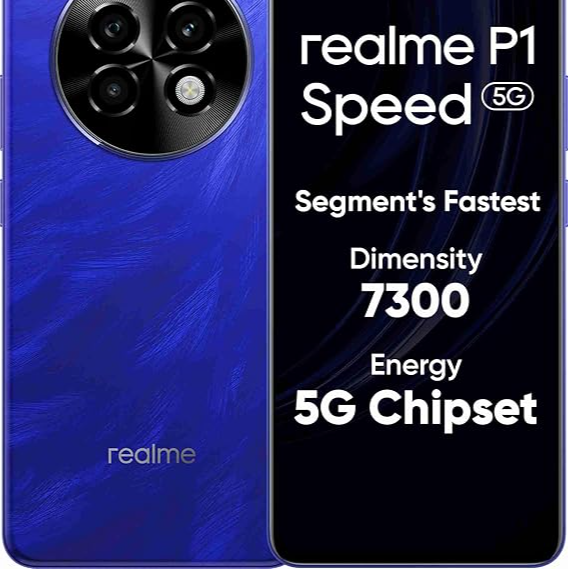 realme P1
Speed 5G
Segment's Fastest
Dimensity
7300
Energy
5G Chipset
realme